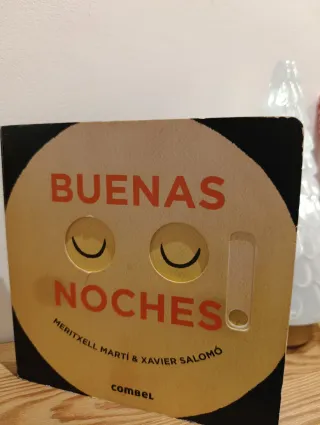 BUENAS
NOCHES
MERITXELL MARTÍ & XAVIER SALOMÓ
COMBEL